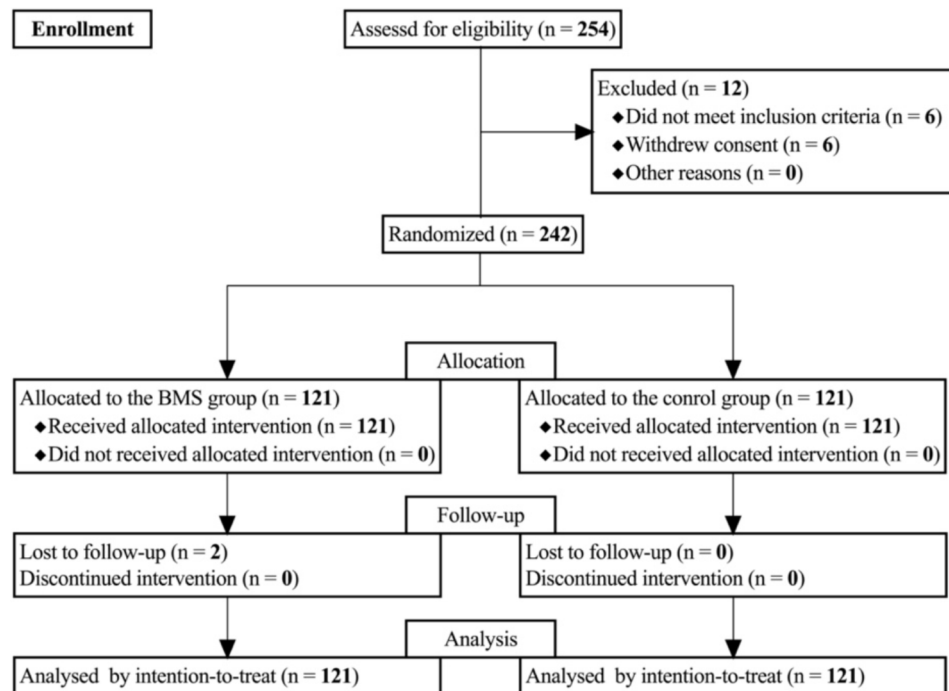 Enrollment
Assessd for eligibility (n = 254)
Excluded (n = 12)
◆Did not meet inclusion criteria (n = 6)
◆Withdrew consent (n = 6)
◆Other reasons (n = 0)
Randomized (n = 242)
Allocation
Allocated to the BMS group (n = 121)
◆Received allocated intervention (n = 121)
◆Did not received allocated intervention (n = 0)
Allocated to the conrol group (n = 121)
◆Received allocated intervention (n = 121)
◆Did not received allocated intervention (n = 0)
Follow-up
Lost to follow-up (n = 2)
Discontinued intervention (n = 0)
Lost to follow-up (n = 0)
Discontinued intervention (n = 0)
Analysis
Analysed by intention-to-treat (n = 121)
Analysed by intention-to-treat (n = 121)